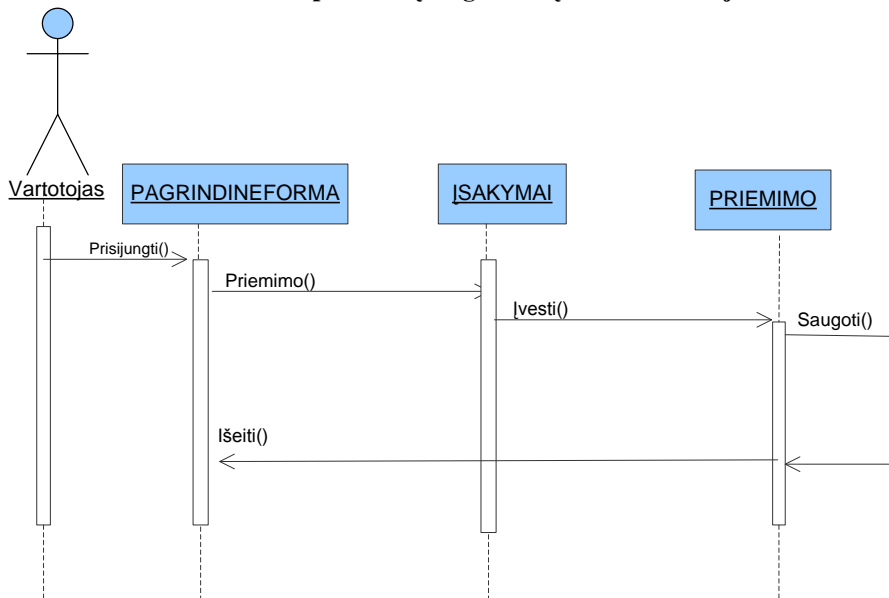 Vartotojas
PAGRINDINEFORMA
ĮSAKYMAI
PRIEMIMO
Prisijungti()
Priemimo()
Įvesti()
Saugoti()
Išeiti()